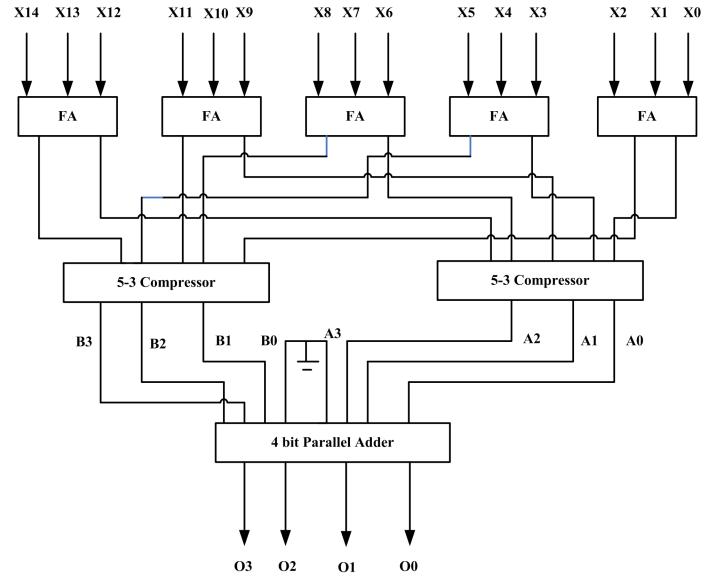 X14 X13 X12 X11 X10 X9 X8 X7 X6 X5 X4 X3 X2 X1 X0
FA FA FA FA FA
5-3 Compressor 5-3 Compressor
B3 B2 B1 B0 A3 A2 A1 A0
4 bit Parallel Adder
O3 O2 O1 O0